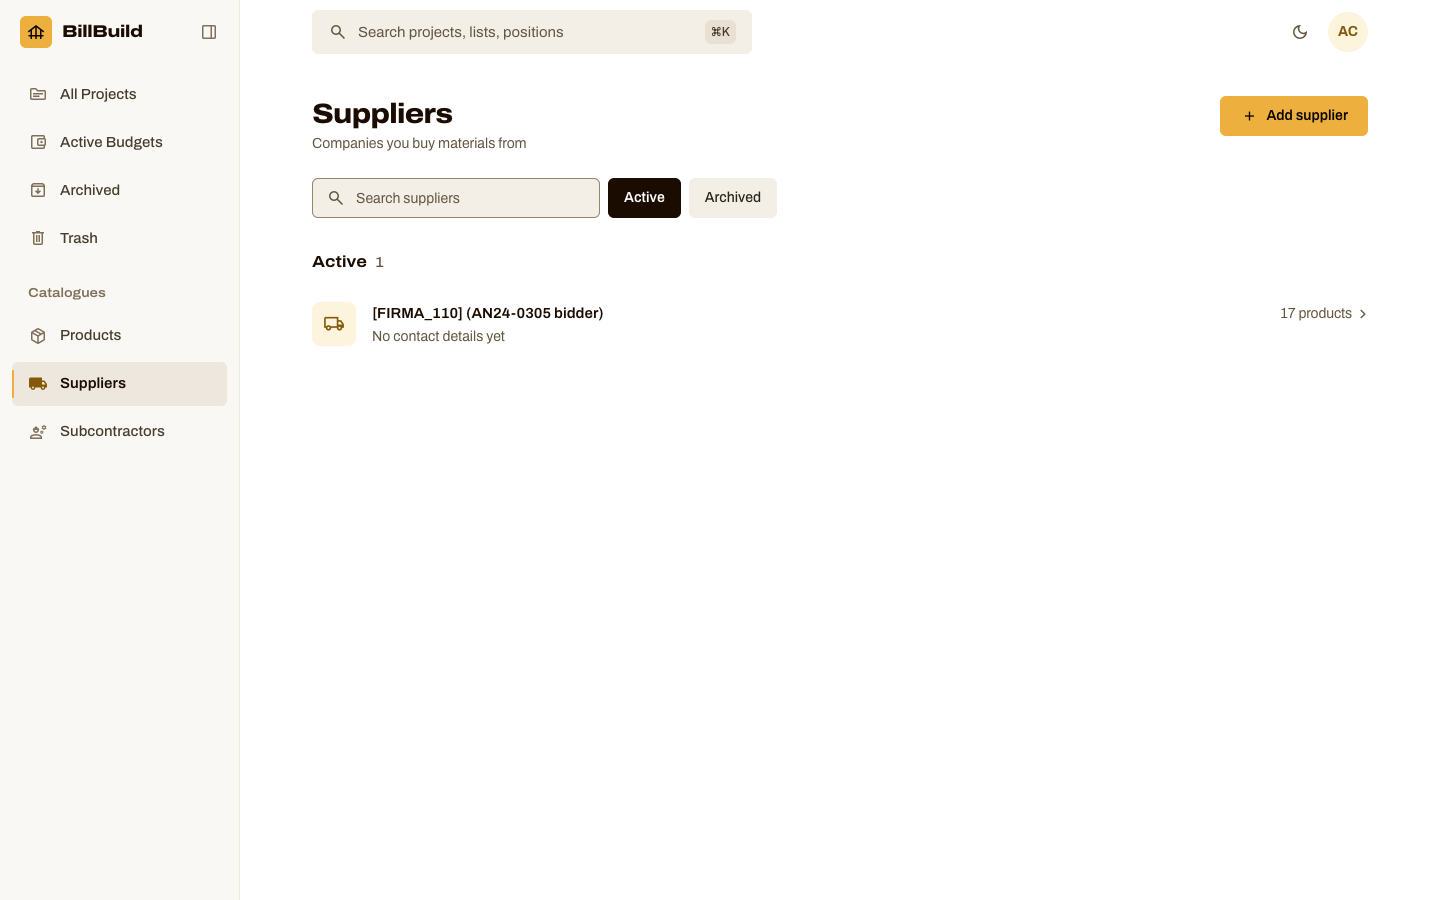 BillBuild
Search projects, lists, positions ⌘K
AC
All Projects
Active Budgets
Archived
Trash
Catalogues
Products
Suppliers
Subcontractors
Suppliers
Add supplier
Companies you buy materials from
Search suppliers
Active
Archived
Active 1
[FIRMA_110] (AN24-0305 bidder)
17 products
No contact details yet